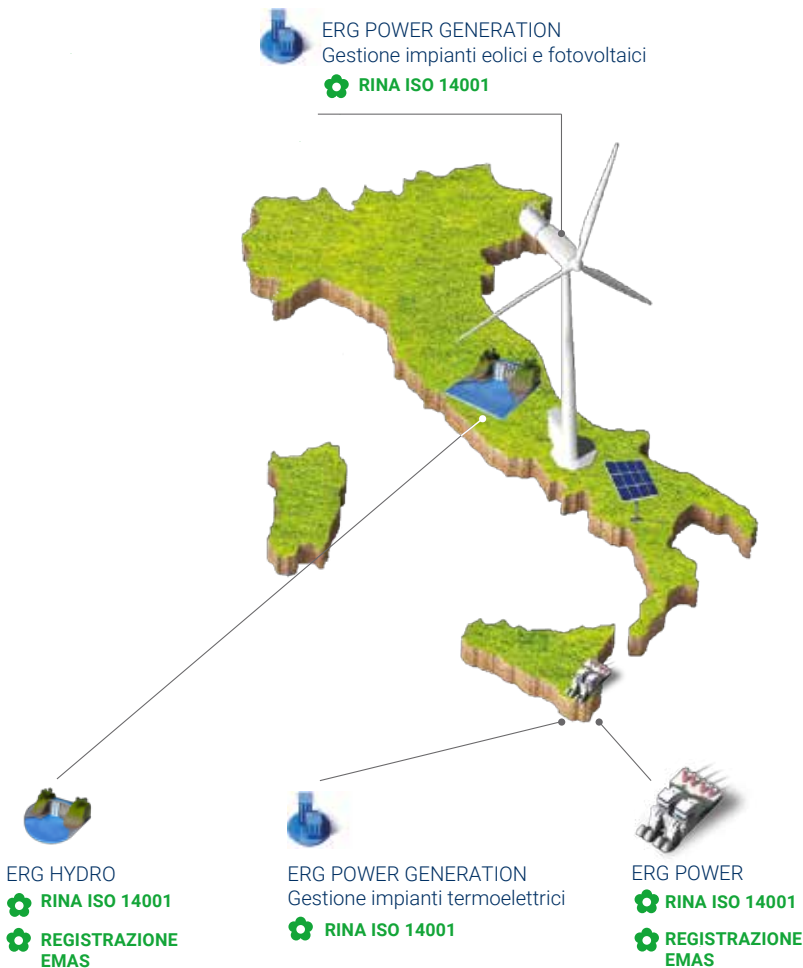 ERG POWER GENERATION
Gestione impianti eolici e fotovoltaici
RINA ISO 14001
ERG HYDRO
RINA ISO 14001
REGISTRAZIONE
EMAS
ERG POWER GENERATION
Gestione impianti termoelettrici
RINA ISO 14001
ERG POWER
RINA ISO 14001
REGISTRAZIONE
EMAS